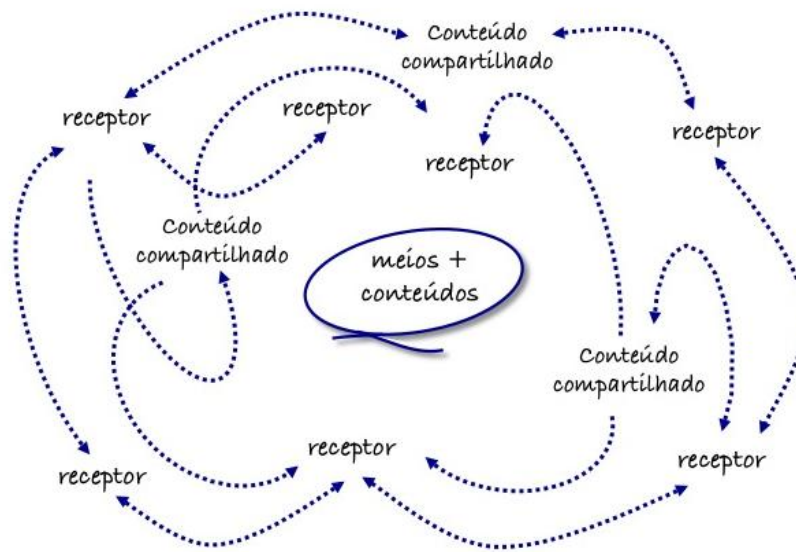 Conteúdo
compartilhado
receptor
receptor
receptor
receptor
Conteúdo
compartilhado
meios +
conteúdos
Conteúdo
compartilhado
receptor
receptor
receptor